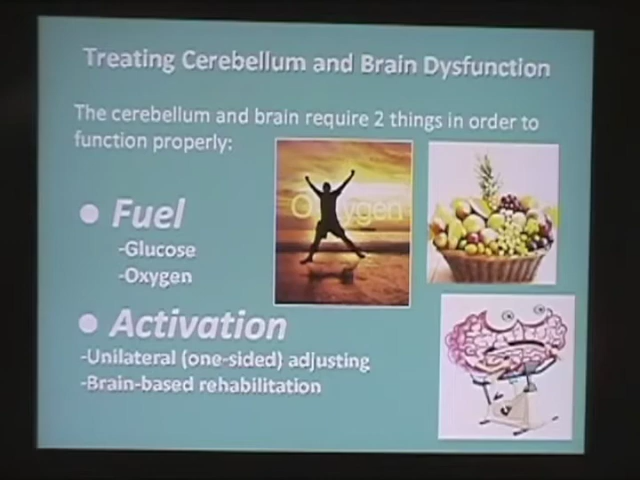 Treating Cerebellum and Brain Dysfunction
The cerebellum and brain require 2 things in order to
function properly:
Oxygen
● Fuel
-Glucose
-Oxygen
● Activation
-Unilateral (one-sided) adjusting
-Brain-based rehabilitation